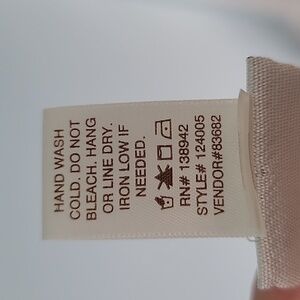 HAND WASH
COLD. DO NOT
BLEACH. HANG
OR LINE DRY.
IRON LOW IF
NEEDED.
RN# 138942
STYLE# 124005
VENDOR#83682